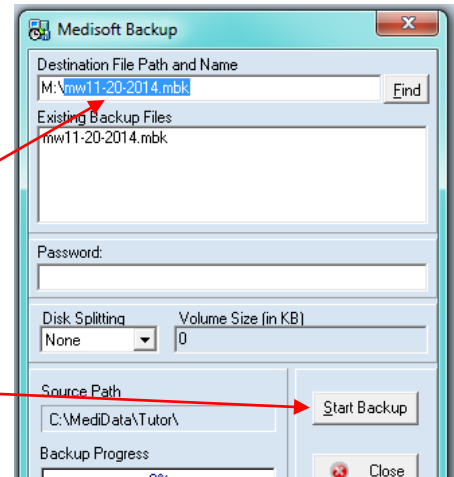 Medisoft Backup
Destination File Path and Name
M:\mw11-20-2014.mbk
Find
Existing Backup Files
mw11-20-2014.mbk
Password:
Disk Splitting Volume Size (in KB)
None 0
Source Path
C:\MediData\Tutor\
Start Backup
Backup Progress
0%
Close